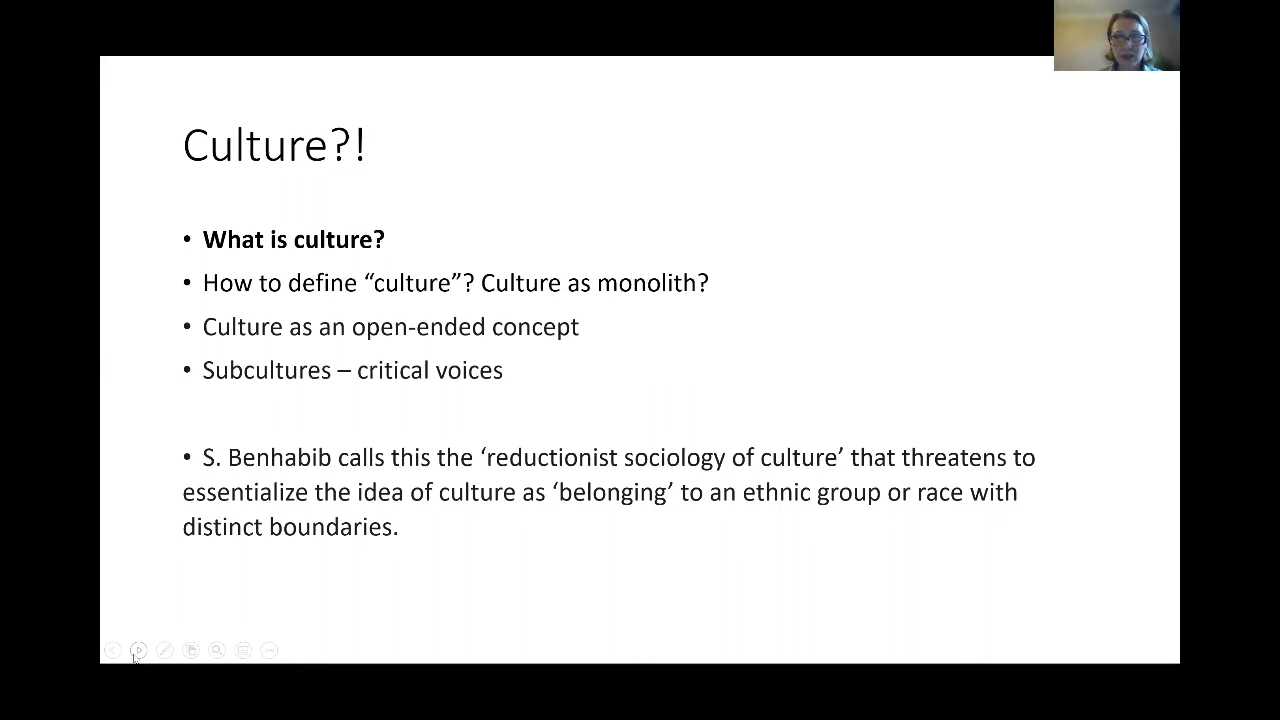 Culture?!
• What is culture?
• How to define “culture”? Culture as monolith?
• Culture as an open-ended concept
• Subcultures – critical voices
• S. Benhabib calls this the ‘reductionist sociology of culture’ that threatens to
essentialize the idea of culture as ‘belonging’ to an ethnic group or race with
distinct boundaries.